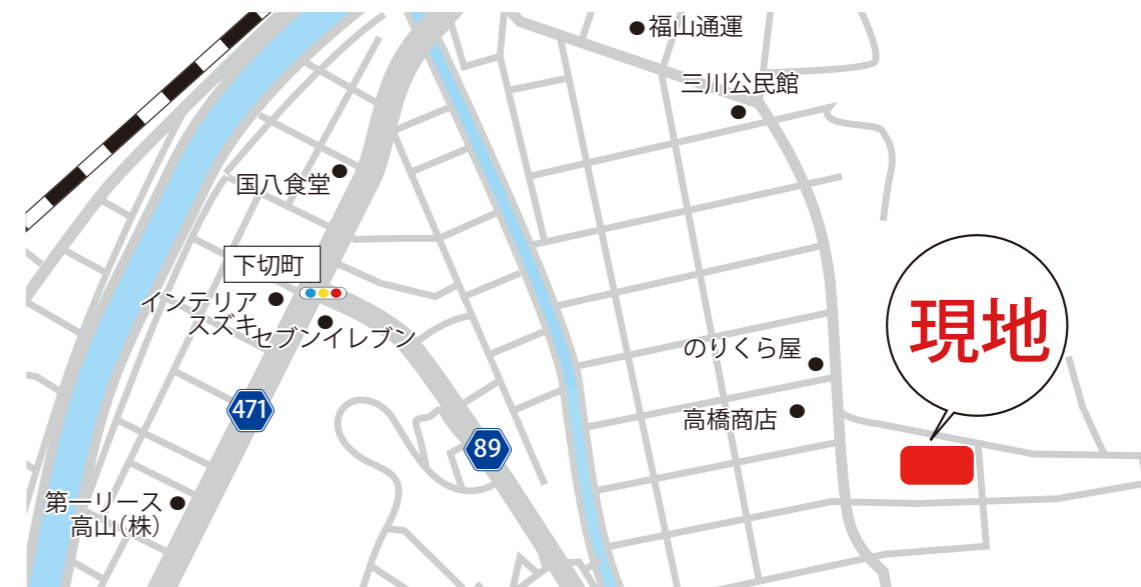 福山通運
三川公民館
国八食堂
下切町
インテリア
スズキ
セブンイレブン
現地
のりくら屋
471
高橋商店
89
第一リース
高山(株)